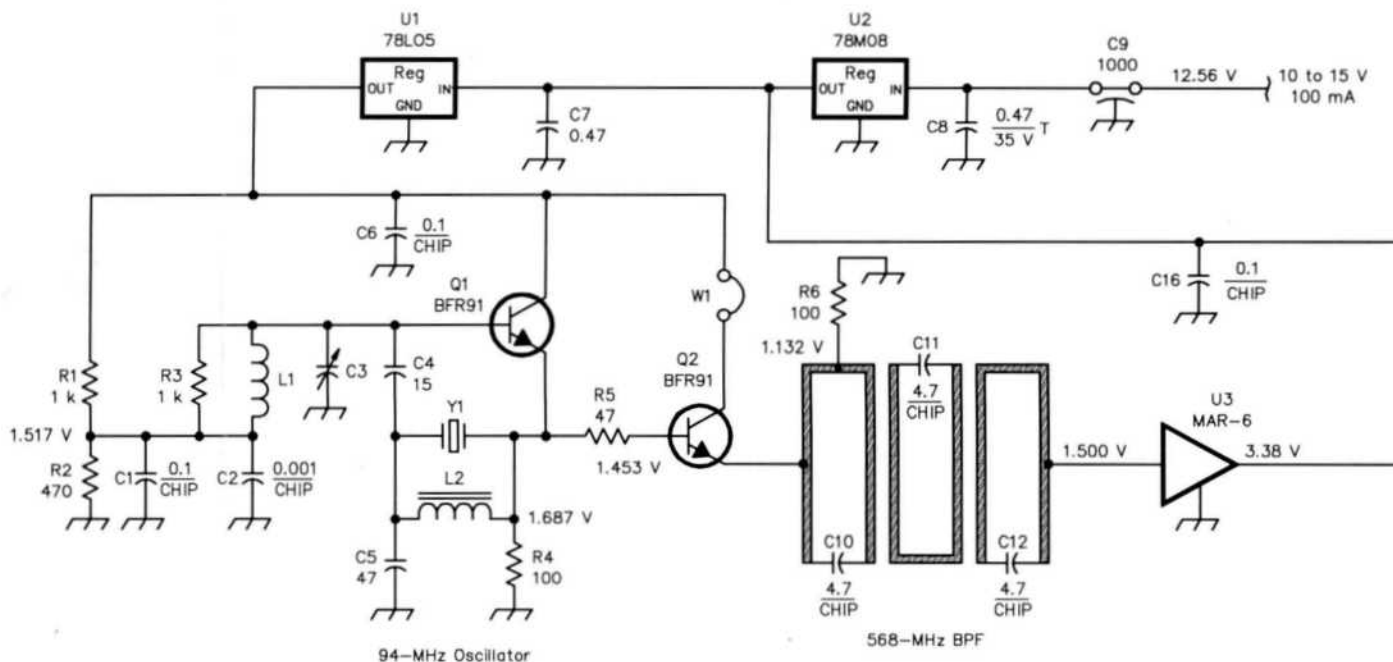 U1
78L05
Reg
OUT IN
GND
U2
78M08
Reg
OUT IN
GND
C9
1000
12.56 V
10 to 15 V
100 mA
C7
0.47
C8
0.47
35 V
T
C6
0.1
CHIP
Q1
BFR91
W1
R6
100
C16
0.1
CHIP
R1
1 k
R3
1 k
L1
C3
C4
15
Q2
BFR91
1.132 V
C11
4.7
CHIP
U3
MAR-6
Y1
R5
47
1.517 V
1.453 V
1.500 V
3.38 V
R2
470
C1
0.1
CHIP
C2
0.001
CHIP
L2
1.687 V
C5
47
R4
100
C10
4.7
CHIP
C12
4.7
CHIP
94-MHz Oscillator
568-MHz BPF